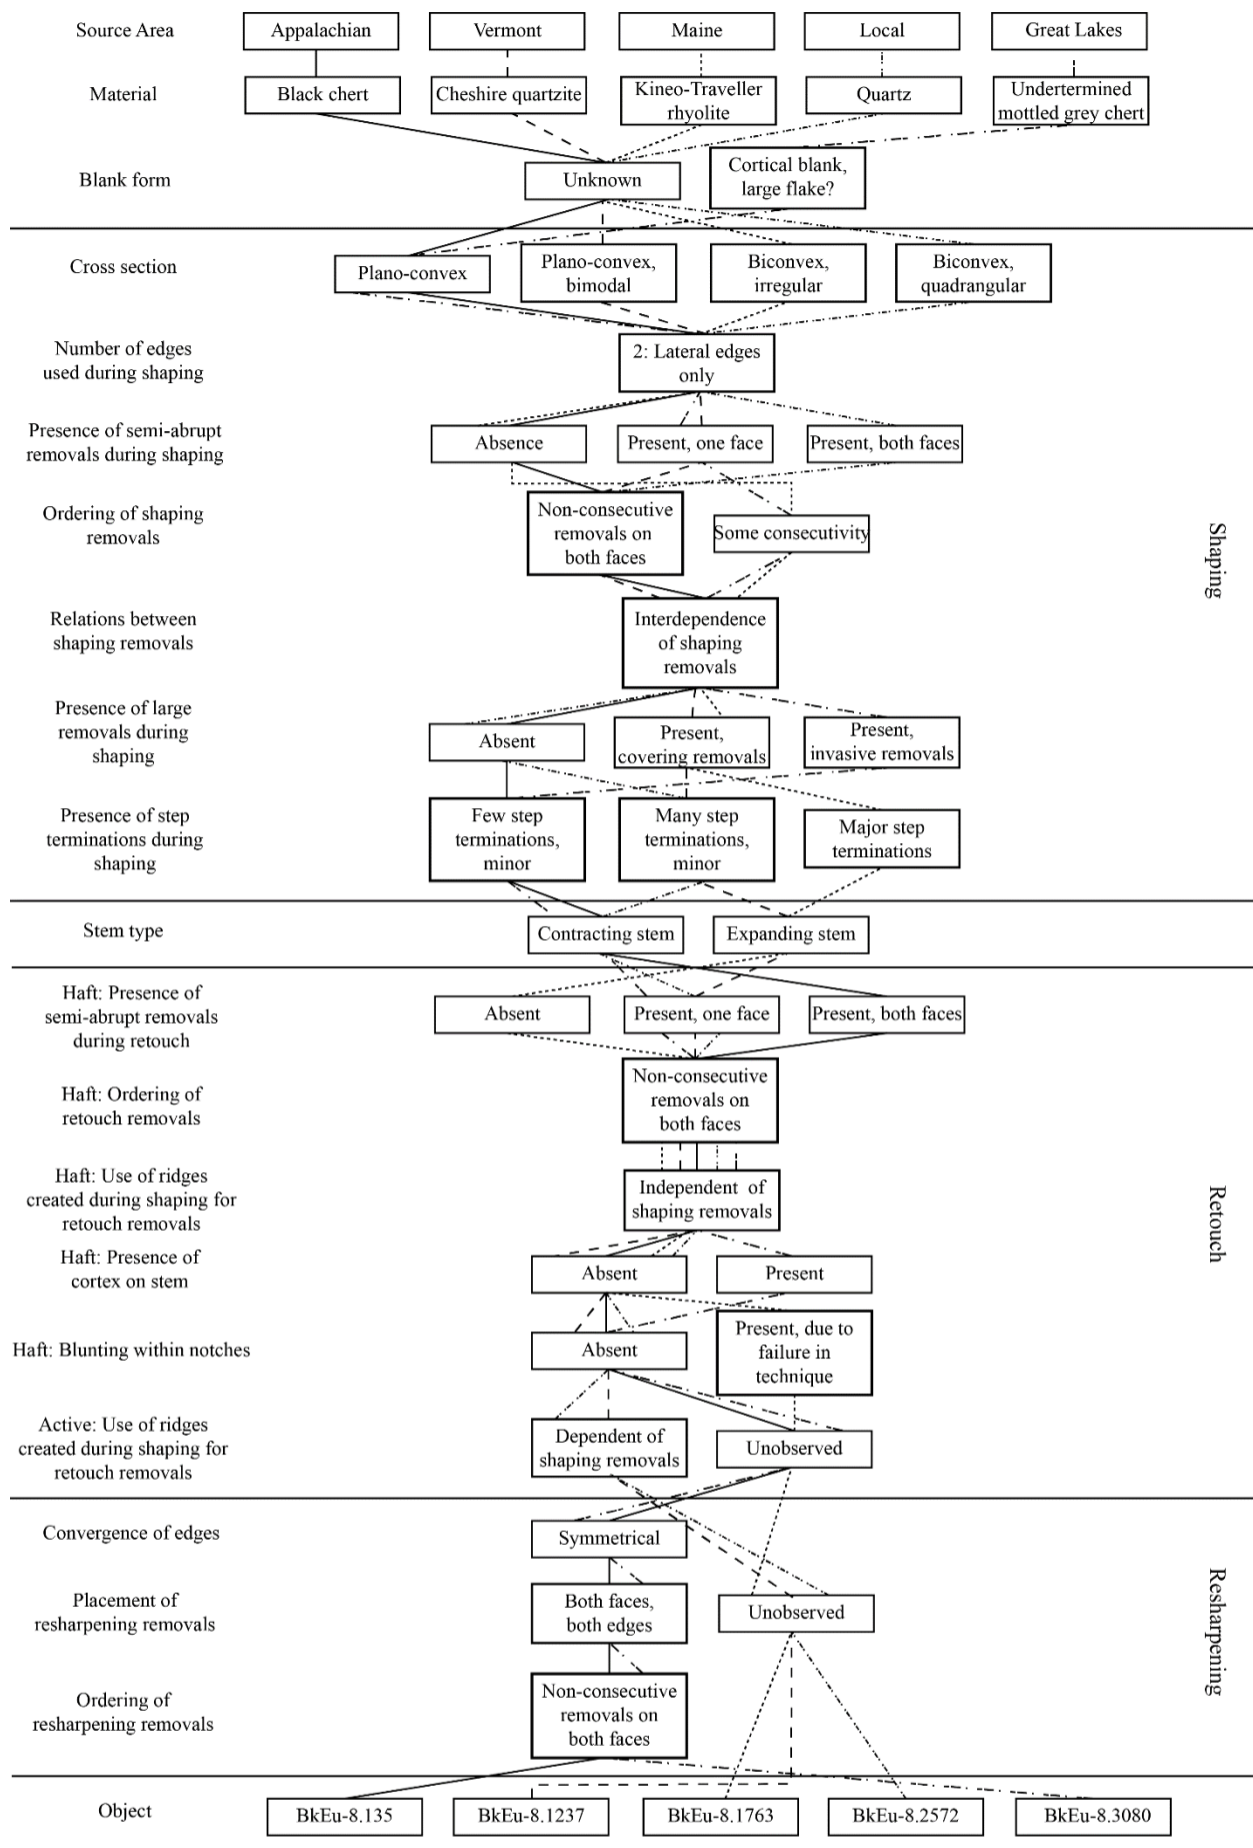 Source Area
Appalachian
Vermont
Maine
Local
Great Lakes
Material
Black chert
Cheshire quartzite
Kineo-Traveller
rhyolite
Quartz
Undertermined
mottled grey chert
Blank form
Unknown
Cortical blank,
large flake?
Cross section
Plano-convex
Plano-convex,
bimodal
Biconvex,
irregular
Biconvex,
quadrangular
Number of edges
used during shaping
2: Lateral edges
only
Presence of semi-abrupt
removals during shaping
Absence
Present, one face
Present, both faces
Ordering of shaping
removals
Non-consecutive
removals on
both faces
Some consecutivity
Shaping
Relations between
shaping removals
Interdependence
of shaping
removals
Presence of large
removals during
shaping
Absent
Present,
covering removals
Present,
invasive removals
Presence of step
terminations during
shaping
Few step
terminations,
minor
Many step
terminations,
minor
Major step
terminations
Stem type
Contracting stem
Expanding stem
Haft: Presence of
semi-abrupt removals
during retouch
Absent
Present, one face
Present, both faces
Haft: Ordering of
retouch removals
Non-consecutive
removals on
both faces
Haft: Use of ridges
created during shaping for
retouch removals
Independent of
shaping removals
Retouch
Haft: Presence of
cortex on stem
Absent
Present
Haft: Blunting within notches
Absent
Present, due to
failure in
technique
Active: Use of ridges
created during shaping for
retouch removals
Dependent of
shaping removals
Unobserved
Convergence of edges
Symmetrical
Placement of
resharpening removals
Both faces,
both edges
Unobserved
Resharpening
Ordering of
resharpening removals
Non-consecutive
removals on
both faces
Object
BkEu-8.135
BkEu-8.1237
BkEu-8.1763
BkEu-8.2572
BkEu-8.3080